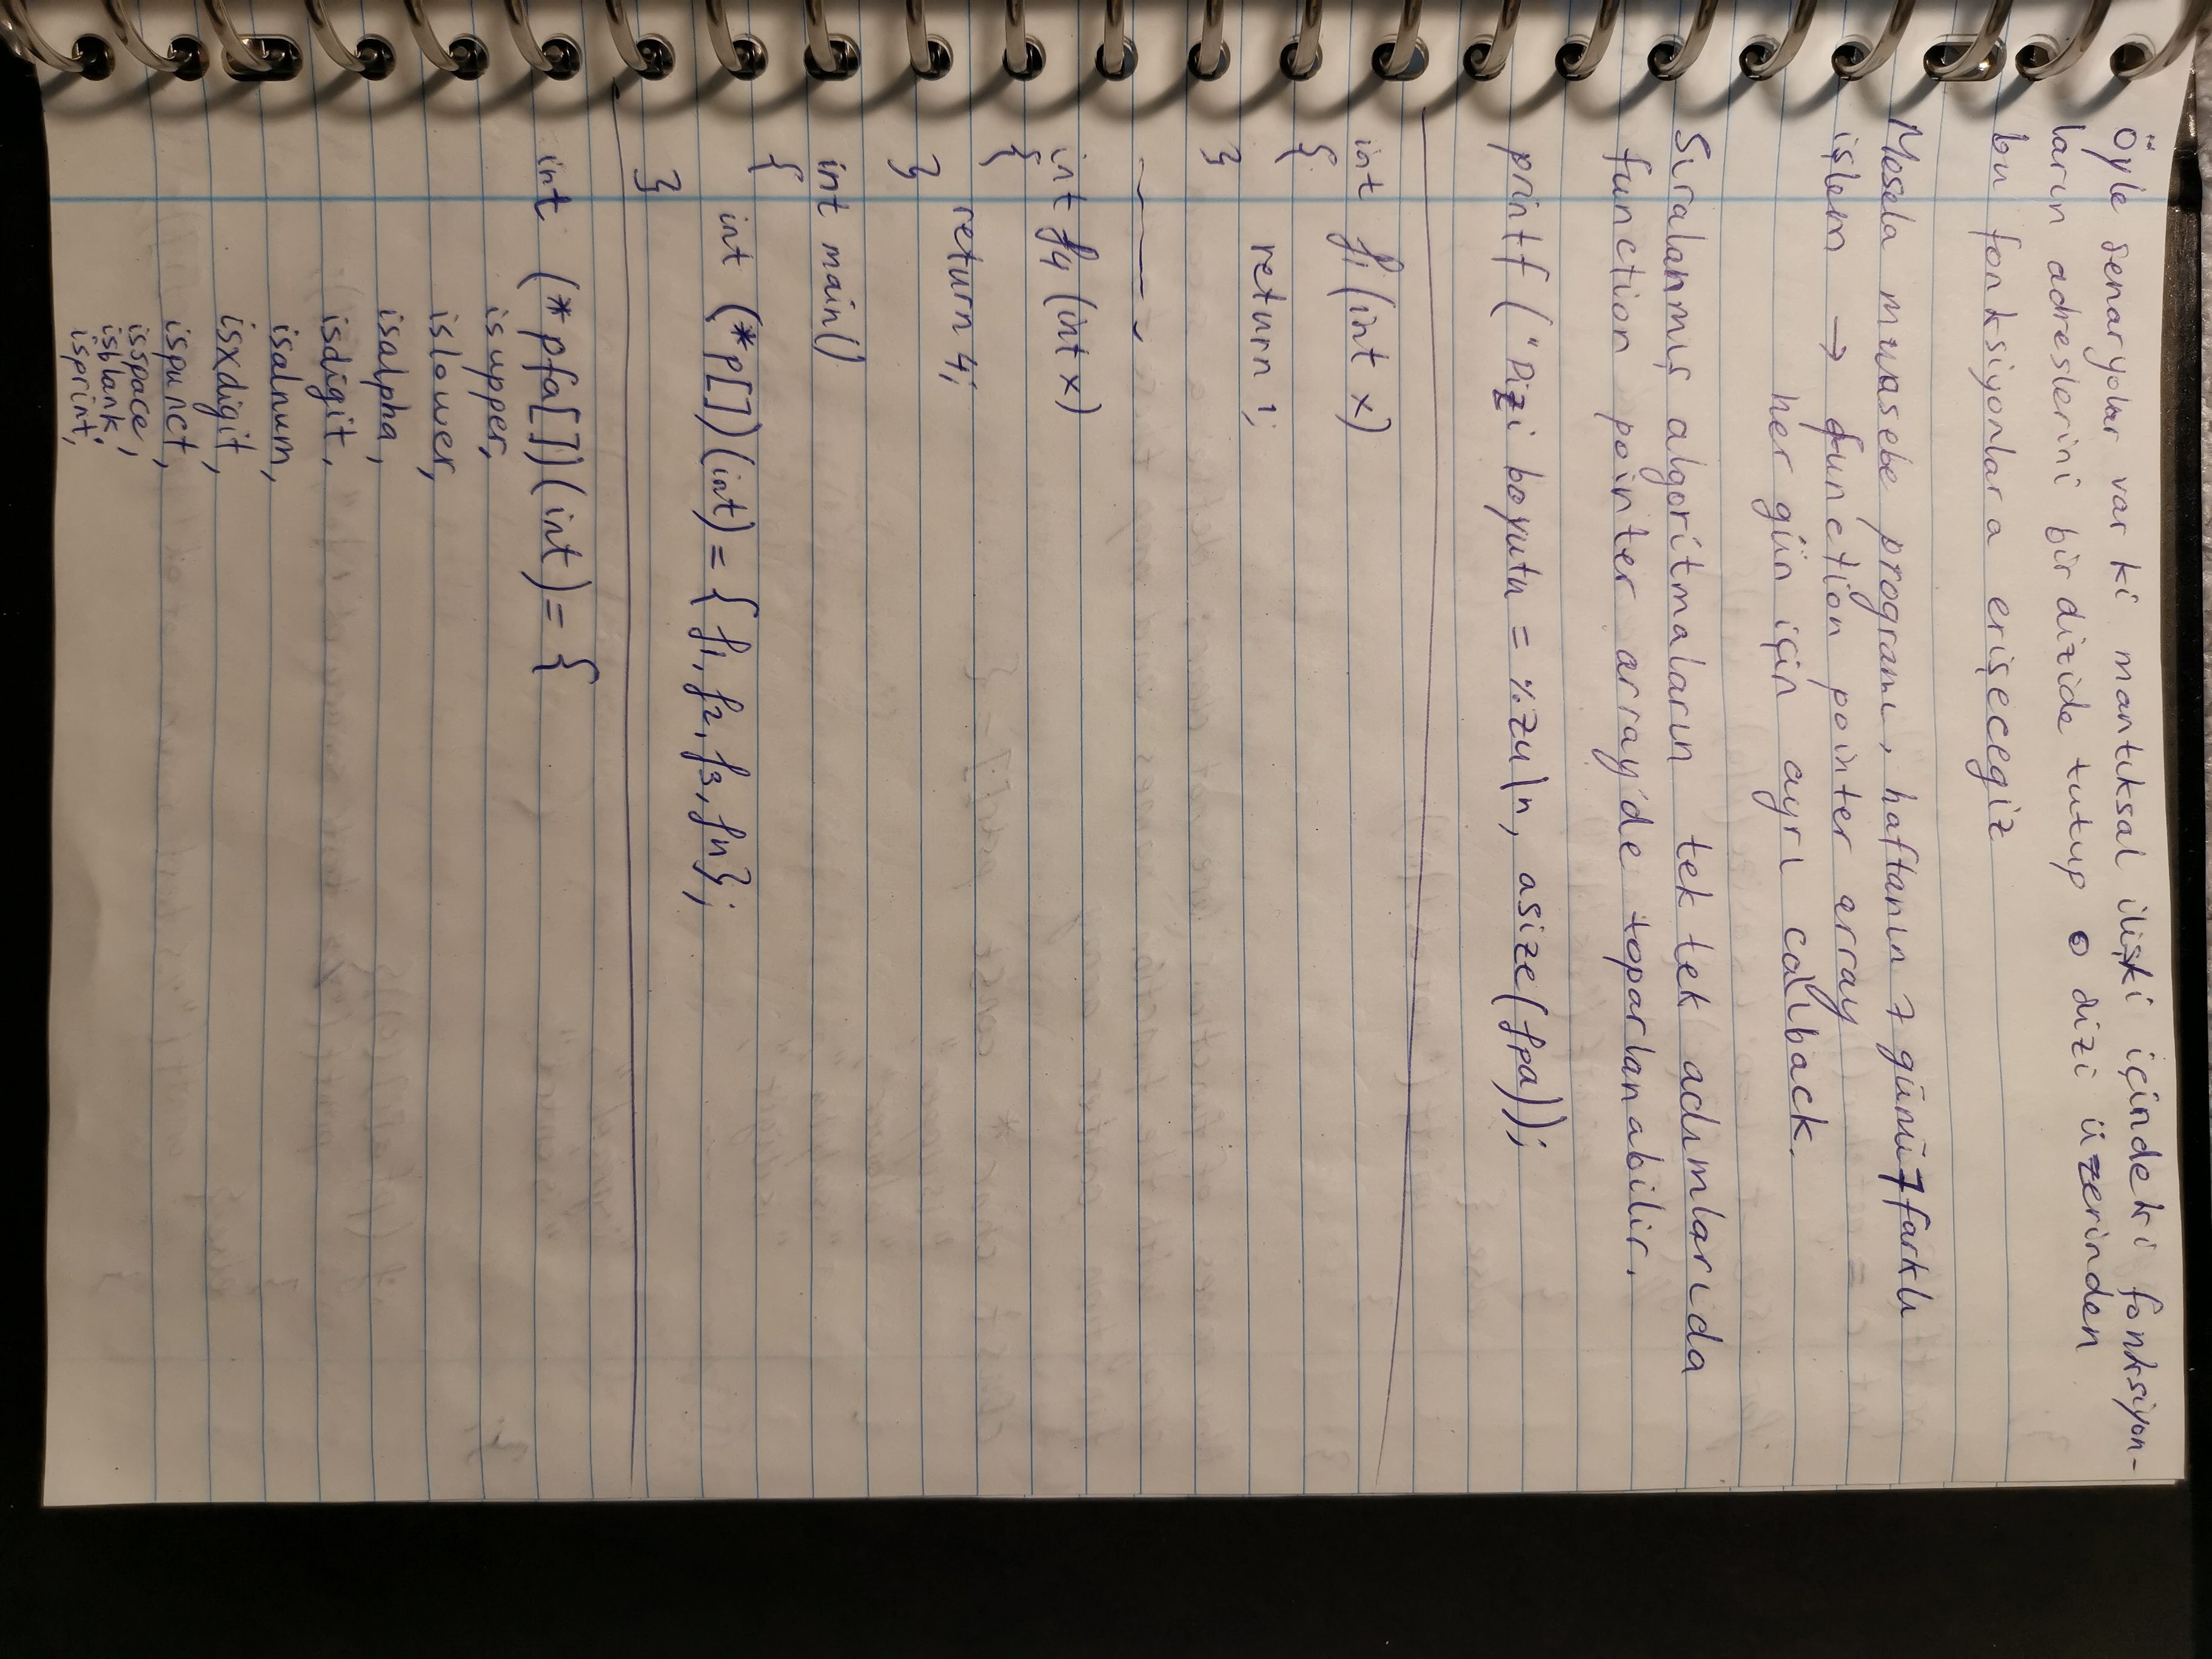 Öyle senaryolar var ki mantıksal ilişki içindeki fonksiyon-
ların adreslerini bir dizide tutup o dizi üzerinden
bu fonksiyonlara erişecegiz
Mesela muasebe programı, haftanın 7 günü 7 farklı
işlem → function pointer array
her gün için ayrı callback.
Sıralanmış algoritmaların tek tek adımlarıda
function pointer array'de toparlanabilir.
printf ("Dizi boyutu = %zu\n, asize(fpa));
int f1 (int x)
{
return 1;
}
int f4 (int x)
{
return 4;
}
int main()
{
int (*p[])(int) = { f1, f2, f3, fn};
}
int (*pfa[])(int) = {
isupper,
islower,
isalpha,
isdigit,
isalnum,
isxdigit,
ispunct,
isspace,
isblank,
isprint,